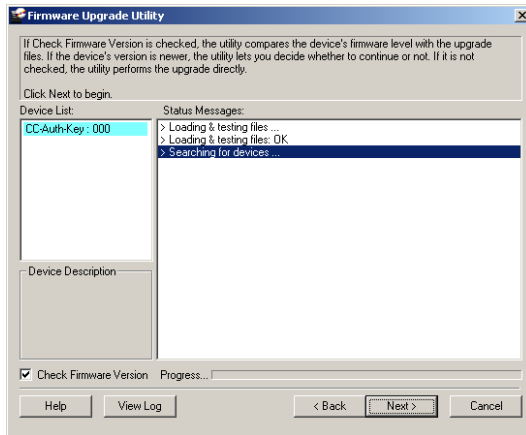 Firmware Upgrade Utility
If Check Firmware Version is checked, the utility compares the device's firmware level with the upgrade
files. If the device's version is newer, the utility lets you decide whether to continue or not. If it is not
checked, the utility performs the upgrade directly.
Click Next to begin.
Device List:
Status Messages:
CC-Auth-Key : 000
> Loading & testing files ...
> Loading & testing files: OK
> Searching for devices ...
Device Description
Check Firmware Version
Progress...
Help
View Log
< Back
Next >
Cancel